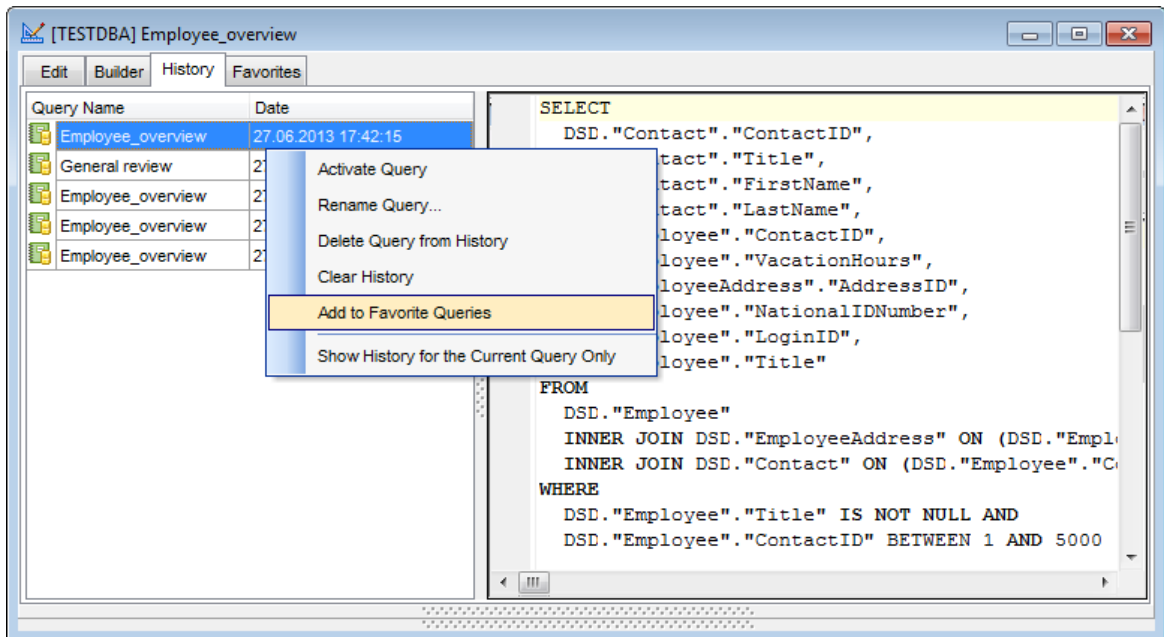 [TESTDBA] Employee_overview
Edit Builder History Favorites
Query Name Date
Employee_overview 27.06.2013 17:42:15
General review 27
Employee_overview 27
Employee_overview 27
Employee_overview 27
Activate Query
Rename Query...
Delete Query from History
Clear History
Add to Favorite Queries
Show History for the Current Query Only
SELECT
DSD."Contact"."ContactID",
tact"."Title",
tact"."FirstName",
tact"."LastName",
loyee"."ContactID",
loyee"."VacationHours",
loyeeAddress"."AddressID",
loyee"."NationalIDNumber",
loyee"."LoginID",
loyee"."Title"
FROM
DSD."Employee"
INNER JOIN DSD."EmployeeAddress" ON (DSD."Empl
INNER JOIN DSD."Contact" ON (DSD."Employee"."C
WHERE
DSD."Employee"."Title" IS NOT NULL AND
DSD."Employee"."ContactID" BETWEEN 1 AND 5000